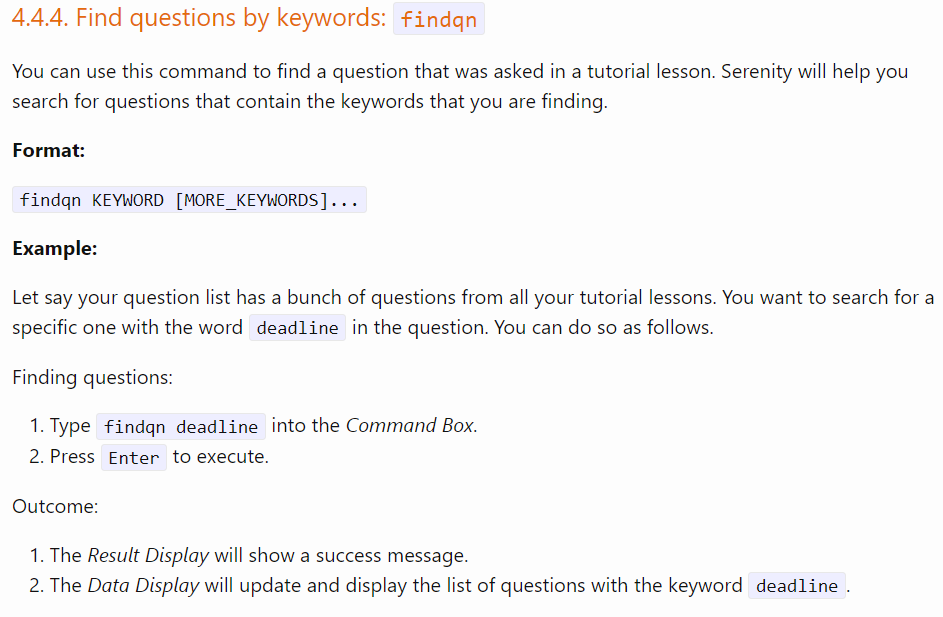 4.4.4. Find questions by keywords: findqn
You can use this command to find a question that was asked in a tutorial lesson. Serenity will help you
search for questions that contain the keywords that you are finding.
Format:
findqn KEYWORD [MORE_KEYWORDS]...
Example:
Let say your question list has a bunch of questions from all your tutorial lessons. You want to search for a
specific one with the word deadline in the question. You can do so as follows.
Finding questions:
1. Type findqn deadline into the Command Box.
2. Press Enter to execute.
Outcome:
1. The Result Display will show a success message.
2. The Data Display will update and display the list of questions with the keyword deadline.